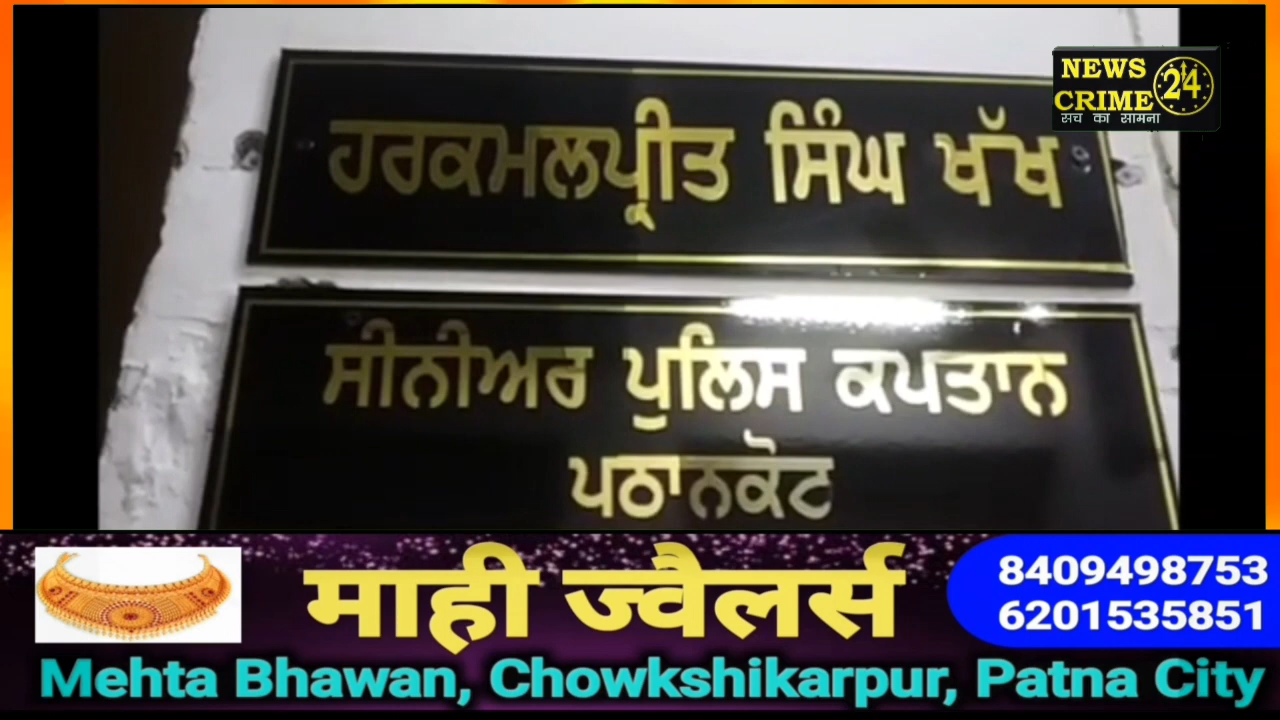 NEWS
CRIME 24
सच का सामना
ਹਰਕਮਲਪ੍ਰੀਤ ਸਿੰਘ ਖੱਖ
ਸੀਨੀਅਰ ਪੁਲਿਸ ਕਪਤਾਨ
ਪਠਾਨਕੋਟ
माही ज्वैलर्स
8409498753
6201535851
Mehta Bhawan, Chowkshikarpur, Patna City